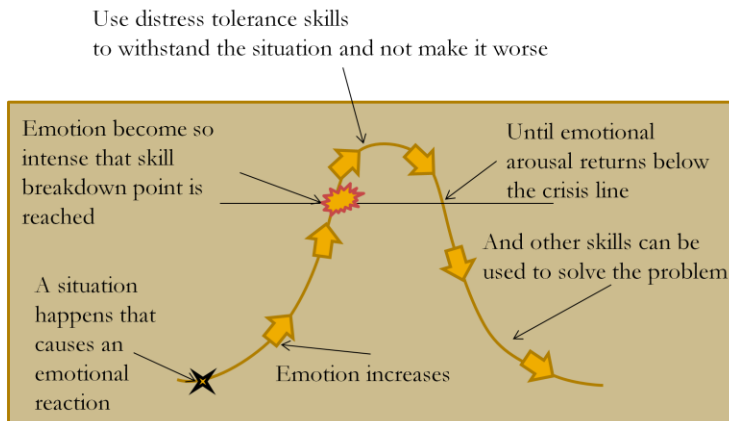 Use distress tolerance skills
to withstand the situation and not make it worse
Emotion become so
intense that skill
breakdown point is
reached
Until emotional
arousal returns below
the crisis line
And other skills can be
used to solve the problem
A situation
happens that
causes an
emotional
reaction
Emotion increases